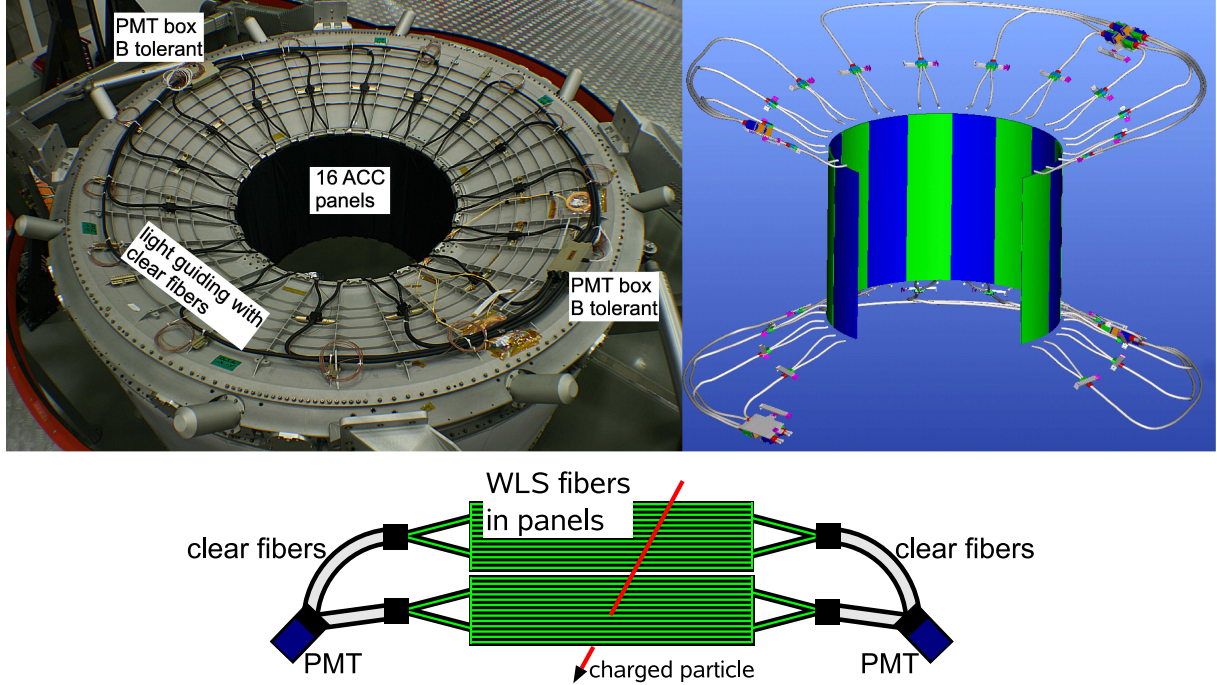 PMT box
B tolerant
16 ACC
panels
light guiding with
clear fibers
PMT box
B tolerant
WLS fibers
in panels
clear fibers
clear fibers
PMT
charged particle
PMT